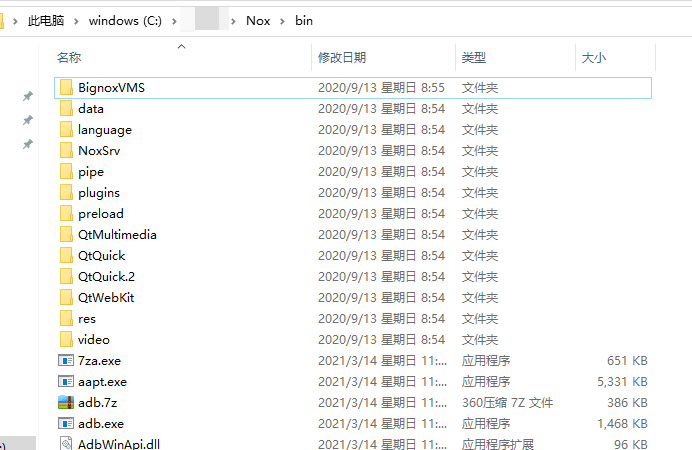 此电脑 > windows (C:) > > Nox > bin
名称 修改日期 类型 大小
BignoxVMS 2020/9/13 星期日 8:55 文件夹
data 2020/9/13 星期日 8:54 文件夹
language 2020/9/13 星期日 8:54 文件夹
NoxSrv 2020/9/13 星期日 8:54 文件夹
pipe 2020/9/13 星期日 8:54 文件夹
plugins 2020/9/13 星期日 8:54 文件夹
preload 2020/9/13 星期日 8:54 文件夹
QtMultimedia 2020/9/13 星期日 8:54 文件夹
QtQuick 2020/9/13 星期日 8:54 文件夹
QtQuick.2 2020/9/13 星期日 8:54 文件夹
QtWebKit 2020/9/13 星期日 8:54 文件夹
res 2020/9/13 星期日 8:54 文件夹
video 2020/9/13 星期日 8:54 文件夹
7za.exe 2021/3/14 星期日 11:... 应用程序 651 KB
aapt.exe 2021/3/14 星期日 11:... 应用程序 5,331 KB
adb.7z 2021/3/14 星期日 11:... 360压缩 7Z 文件 386 KB
adb.exe 2021/3/14 星期日 11:... 应用程序 1,468 KB
AdbWinApi.dll 2021/3/14 星期日 11:... 应用程序扩展 96 KB